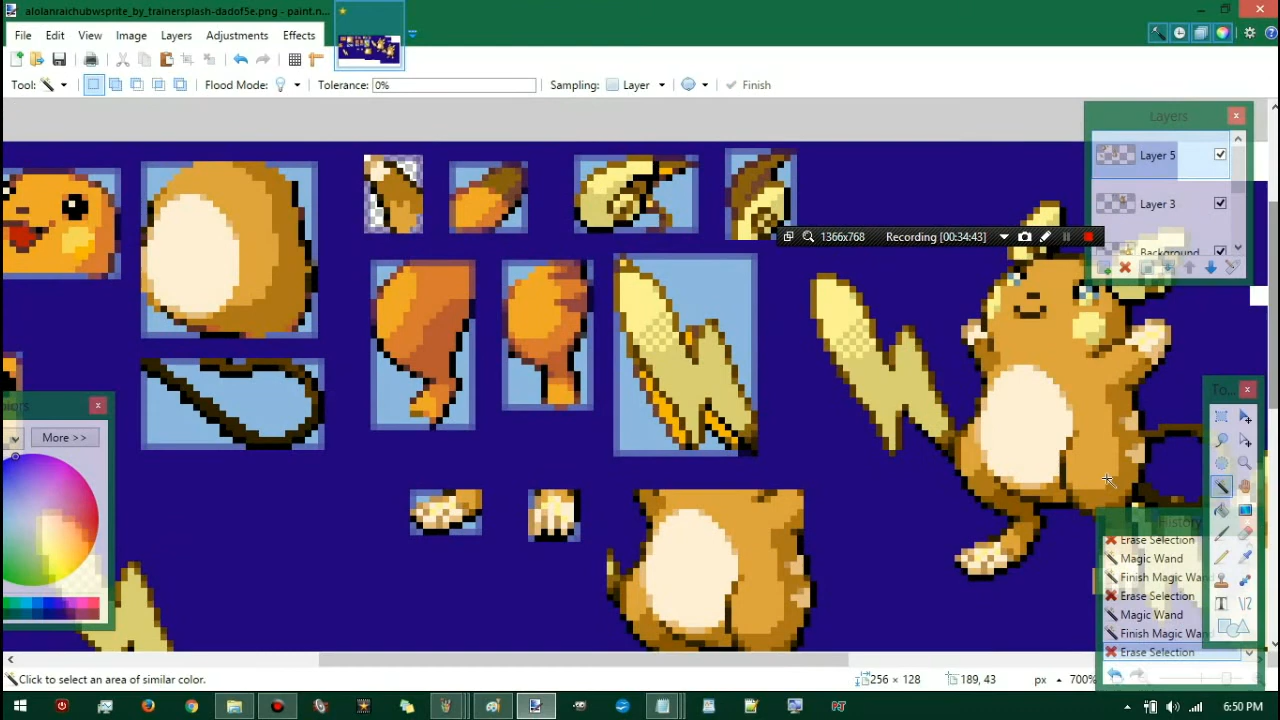 alolanraichubwsprite_by_trainersplash-dadof5e.png - paint.n...
File Edit View Image Layers Adjustments Effects
Tool: Flood Mode: Tolerance: 0% Sampling: Layer Finish
Layers
Layer 5
Layer 3
Background
1366x768 Recording [00:34:43]
To...
More >>
History
Erase Selection
Magic Wand
Finish Magic Wand
Erase Selection
Magic Wand
Finish Magic Wand
Erase Selection
Click to select an area of similar color. 256 × 128 189, 43 px 700%
6:50 PM